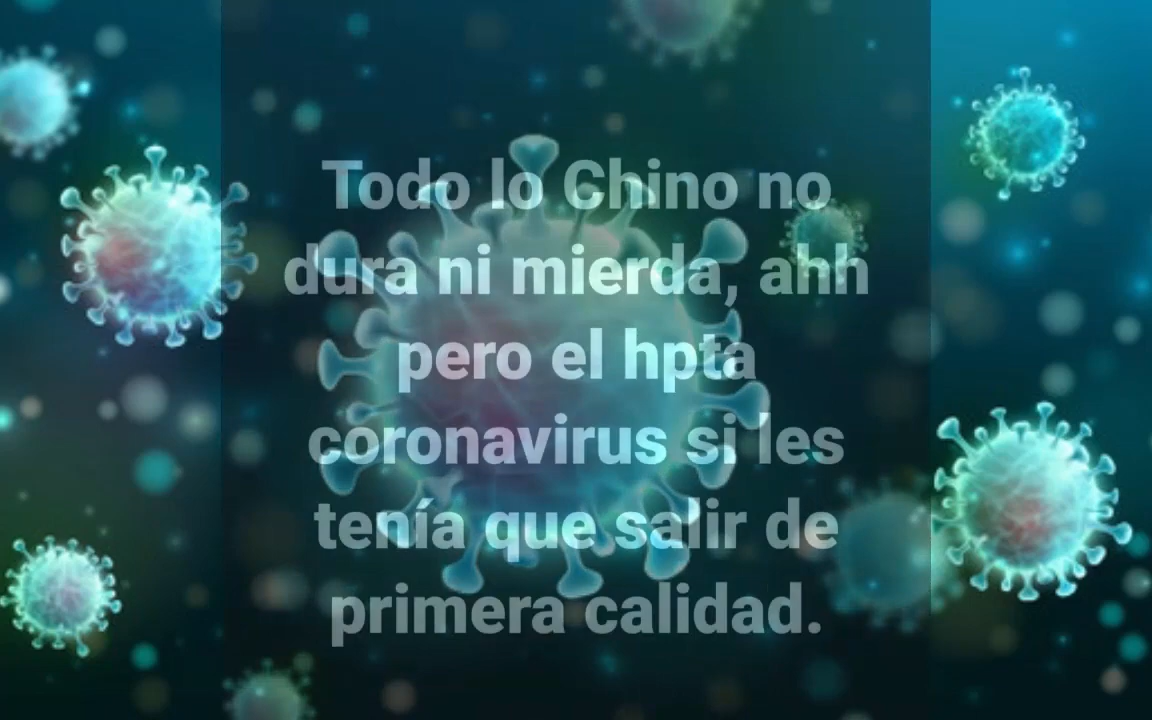 Todo lo Chino no
dura ni mierda, ahh
pero el hpta
coronavirus si les
tenía que salir de
primera calidad.